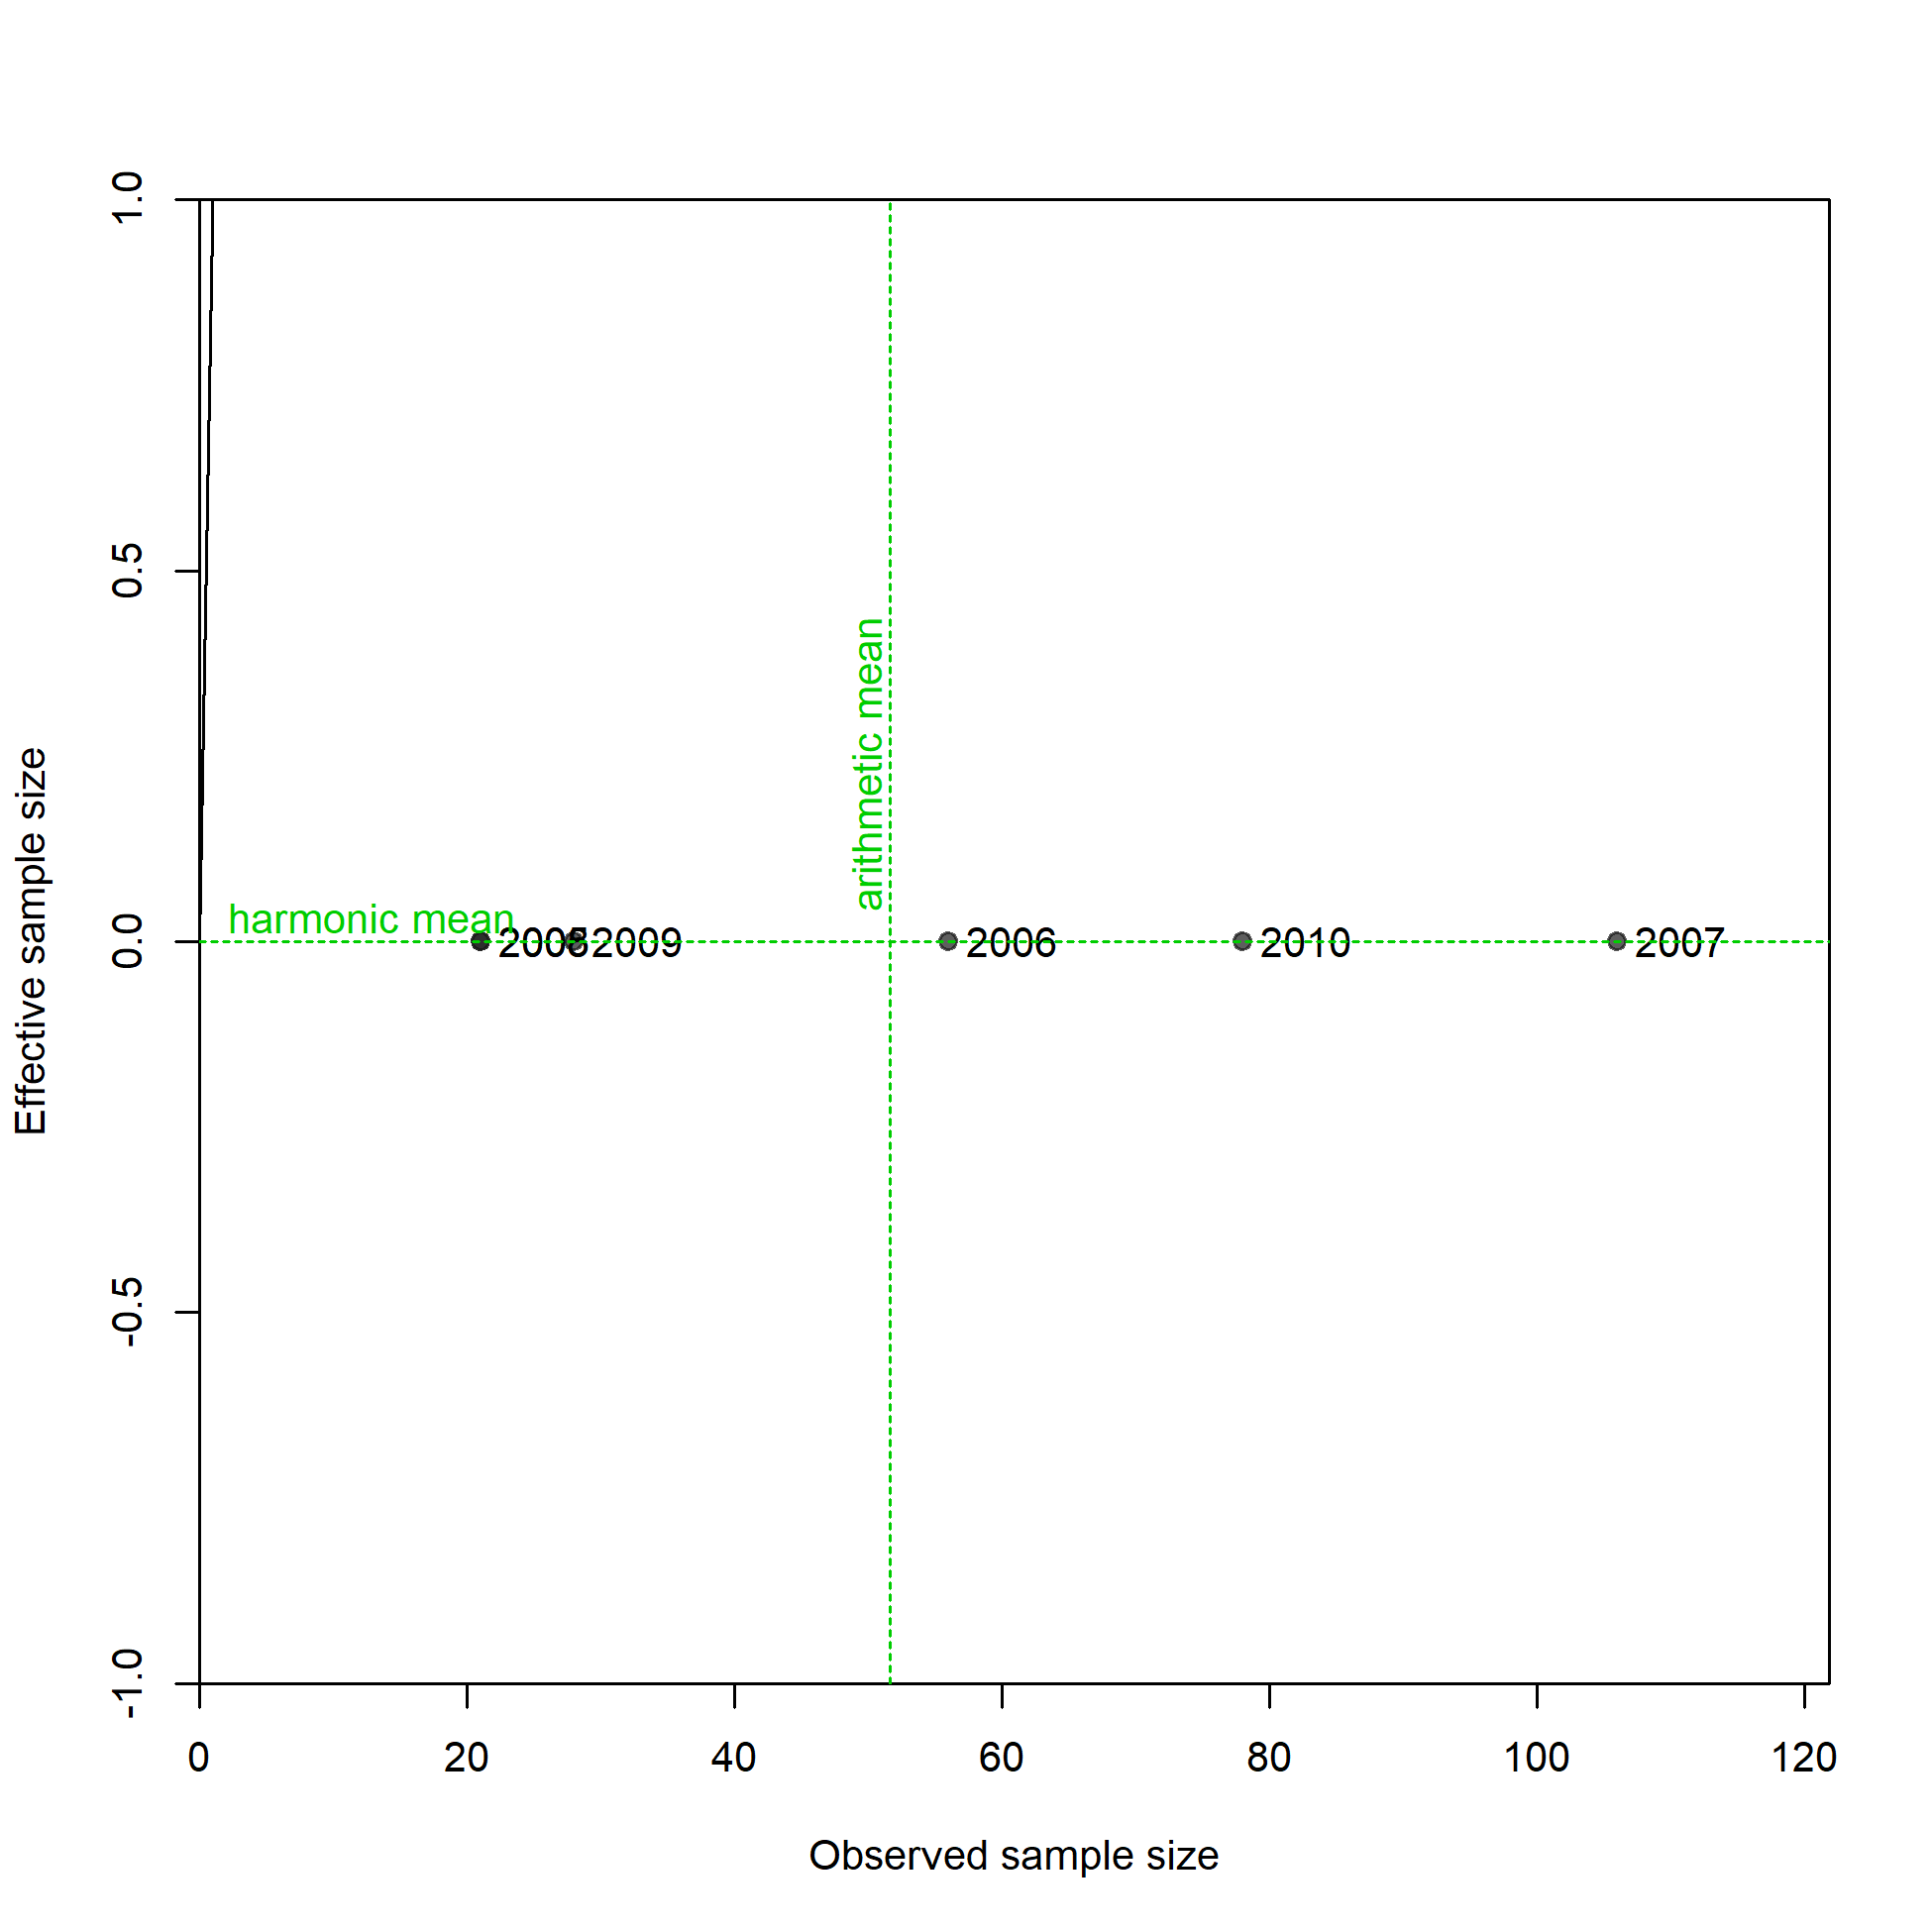 1.0
0.5
arithmetic mean
Effective sample size
harmonic mean
0.0
2009
2006
2010
2007
-0.5
-1.0
0 20 40 60 80 100 120
Observed sample size